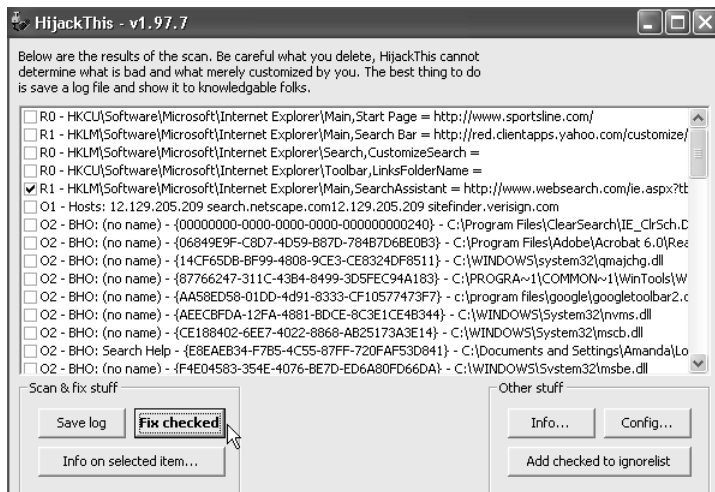 HijackThis - v1.97.7
Below are the results of the scan. Be careful what you delete, HijackThis cannot
determine what is bad and what merely customized by you. The best thing to do
is save a log file and show it to knowledgable folks.
R0 - HKCU\Software\Microsoft\Internet Explorer\Main,Start Page = http://www.sportsline.com/
R1 - HKLM\Software\Microsoft\Internet Explorer\Main,Search Bar = http://red.clientapps.yahoo.com/customize/
R0 - HKLM\Software\Microsoft\Internet Explorer\Search,CustomizeSearch =
R0 - HKCU\Software\Microsoft\Internet Explorer\Toolbar,LinksFolderName =
R1 - HKLM\Software\Microsoft\Internet Explorer\Main,SearchAssistant = http://www.websearch.com/ie.aspx?tb
O1 - Hosts: 12.129.205.209 search.netscape.com12.129.205.209 sitefinder.verisign.com
O2 - BHO: (no name) - {00000000-0000-0000-0000-000000000240} - C:\Program Files\ClearSearch\IE_ClrSch.D
O2 - BHO: (no name) - {06849E9F-C8D7-4D59-B87D-784B7D6BE0B3} - C:\Program Files\Adobe\Acrobat 6.0\Rea
O2 - BHO: (no name) - {14CF65DB-BF99-4808-9CE3-CE8324DF8511} - C:\WINDOWS\system32\qmajchg.dll
O2 - BHO: (no name) - {87766247-311C-43B4-8499-3D5FEC94A183} - C:\PROGRA~1\COMMON~1\WinTools\W
O2 - BHO: (no name) - {AA58ED58-01DD-4d91-8333-CF10577473F7} - c:\program files\google\googletoolbar2.d
O2 - BHO: (no name) - {AEECBFDA-12FA-4881-BDCE-8C3E1CE4B344} - C:\WINDOWS\System32\nvms.dll
O2 - BHO: (no name) - {CE188402-6EE7-4022-8868-AB25173A3E14} - C:\WINDOWS\System32\mscb.dll
O2 - BHO: Search Help - {E8EAEB34-F7B5-4C55-87FF-720FAF53D841} - C:\Documents and Settings\Amanda\Lo
O2 - BHO: (no name) - {F4E04583-354E-4076-BE7D-ED6A80FD66DA} - C:\WINDOWS\System32\msbe.dll
Scan & fix stuff
Other stuff
Save log
Fix checked
Info...
Config...
Info on selected item...
Add checked to ignorelist